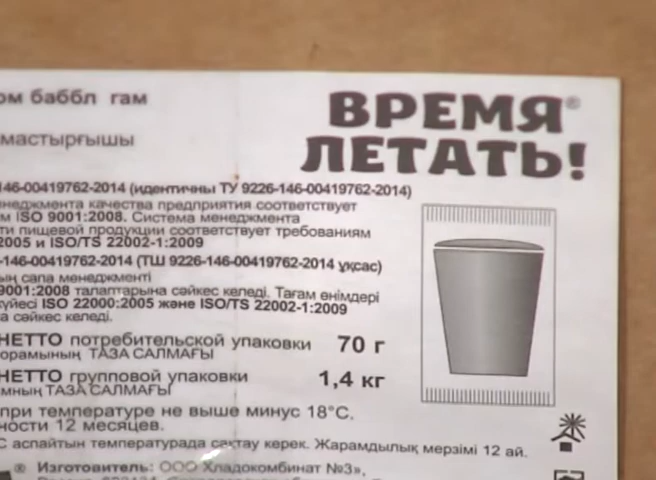 ом баббл гам
ВРЕМЯ®
ЛЕТАТЬ!
мастырғышы
146-00419762-2014 (идентичны ТУ 9226-146-00419762-2014)
неджмента качества предприятия соответствует
м ISO 9001:2008. Система менеджмента
ти пищевой продукции соответствует требованиям
2005 и ISO/TS 22002-1:2009
-146-00419762-2014 (ТШ 9226-146-00419762-2014 ұқсас)
ың сапа менеджменті
9001:2008 талаптарына сәйкес келеді. Тағам өнімдері
үйесі ISO 22000:2005 және ISO/TS 22002-1:2009
а сәйкес келеді.
НЕТТО потребительской упаковки 70 г
орамының ТАЗА САЛМАҒЫ
НЕТТО групповой упаковки 1,4 кг
мның ТАЗА САЛМАҒЫ
при температуре не выше минус 18°С.
ности 12 месяцев.
С аспайтын температурада сақтау керек. Жарамдылық мерзімі 12 ай.
® Изготовитель: ООО Хладокомбинат №3»,